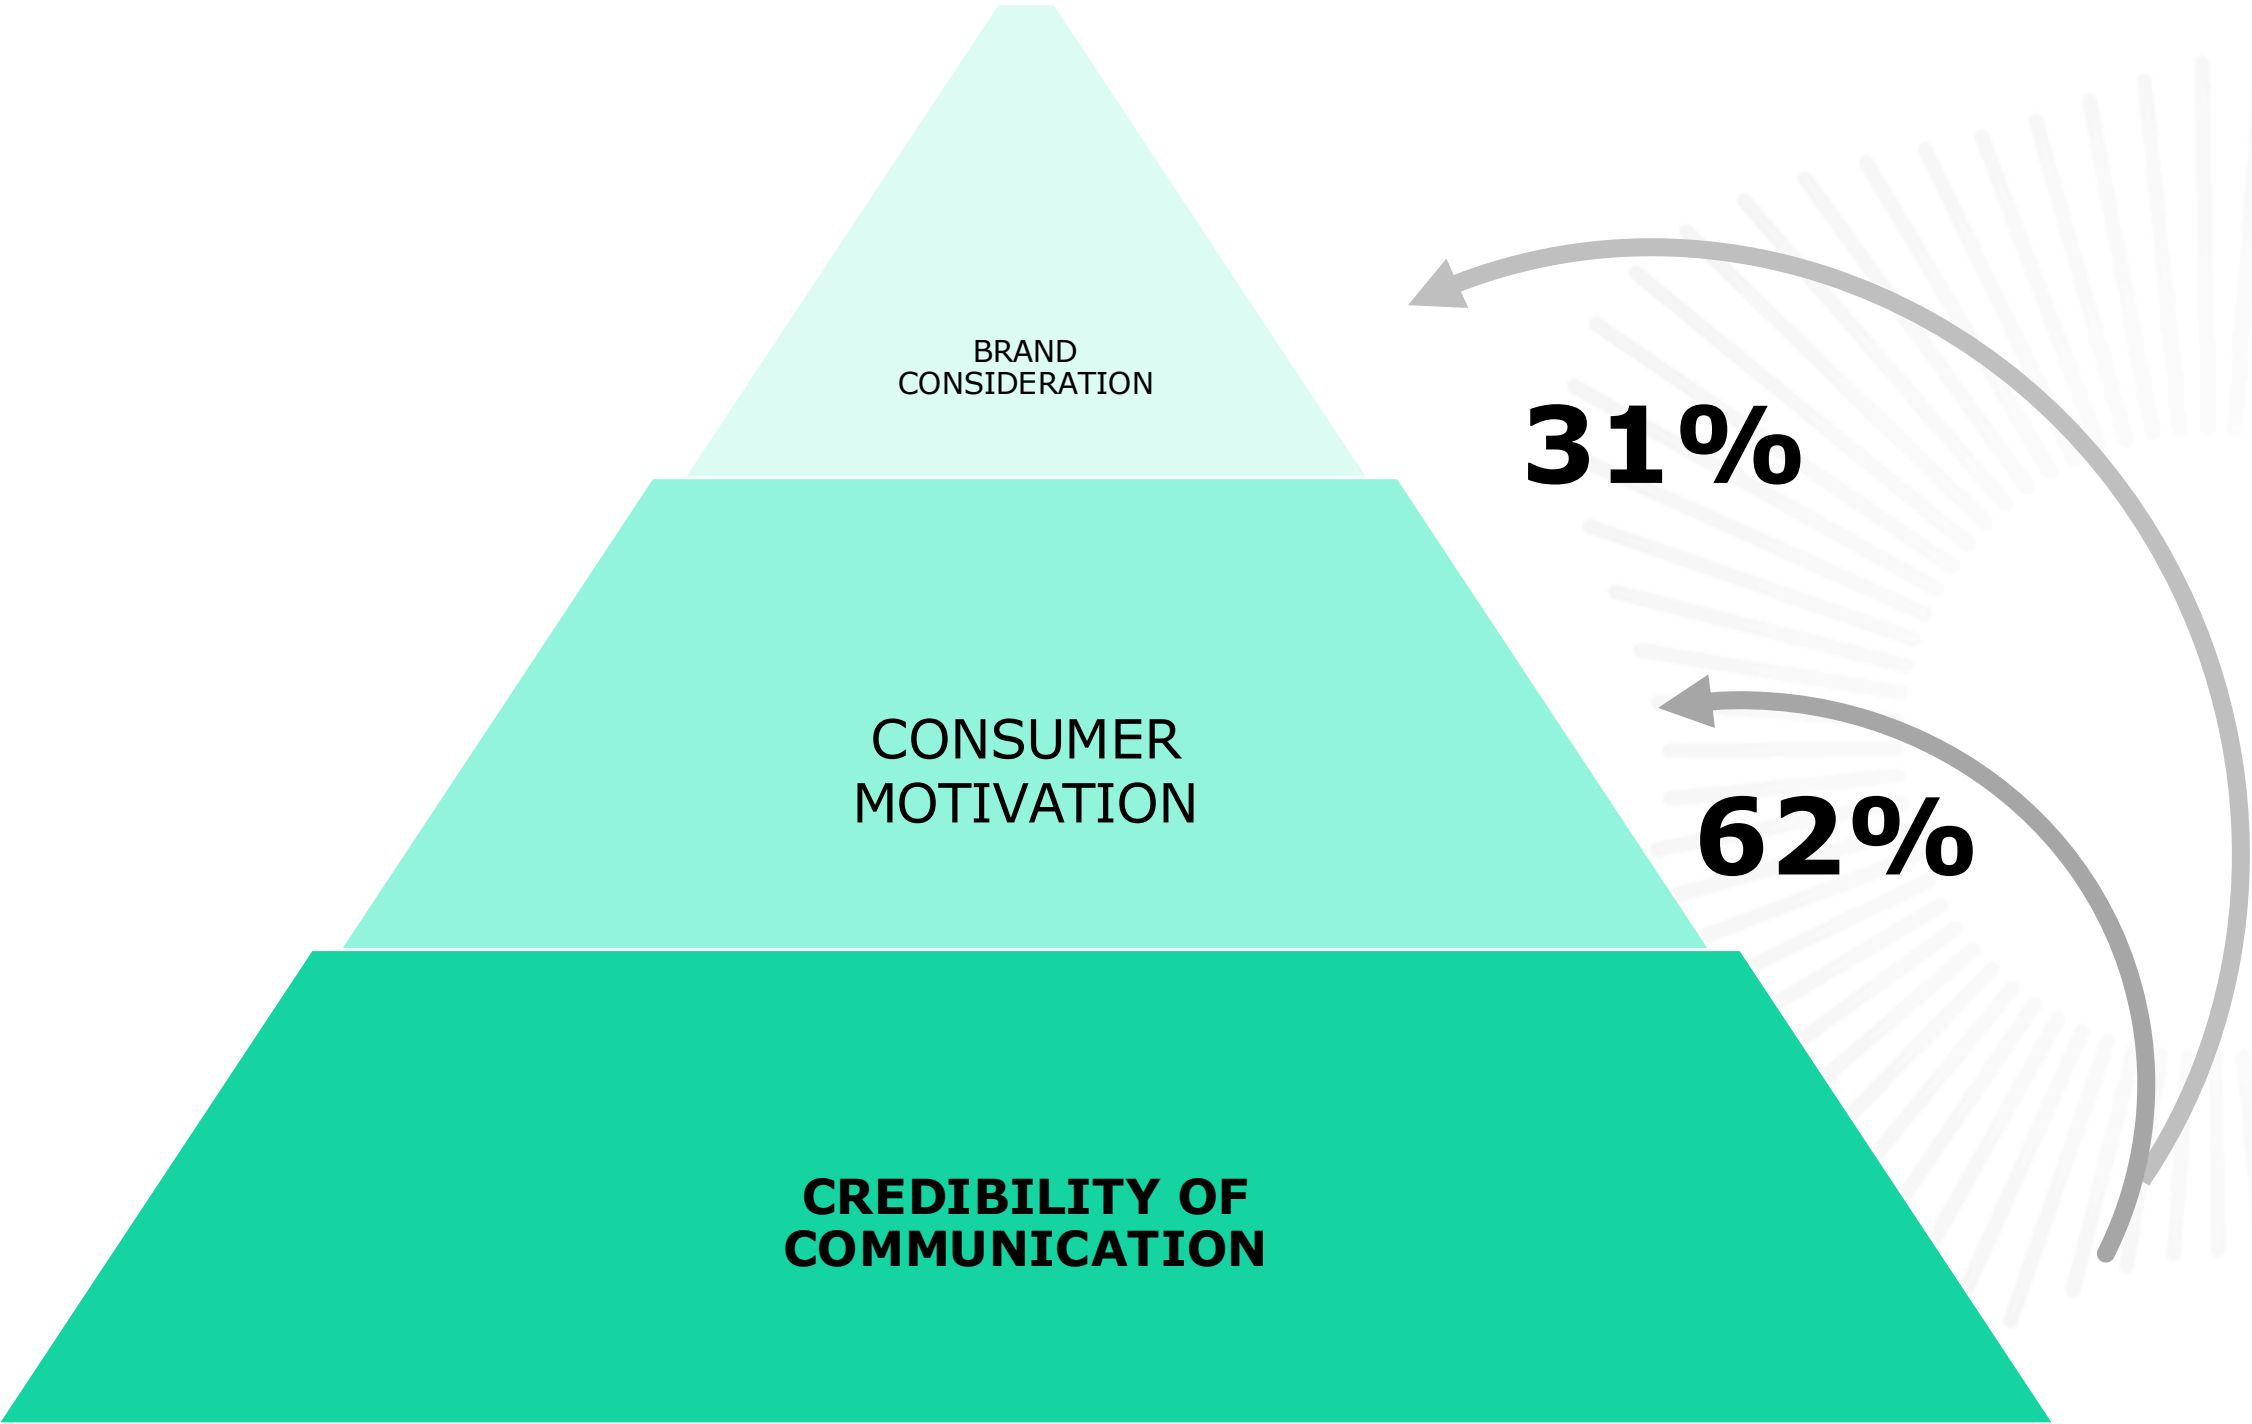 BRAND
CONSIDERATION
31%
CONSUMER
MOTIVATION
62%
CREDIBILITY OF
COMMUNICATION